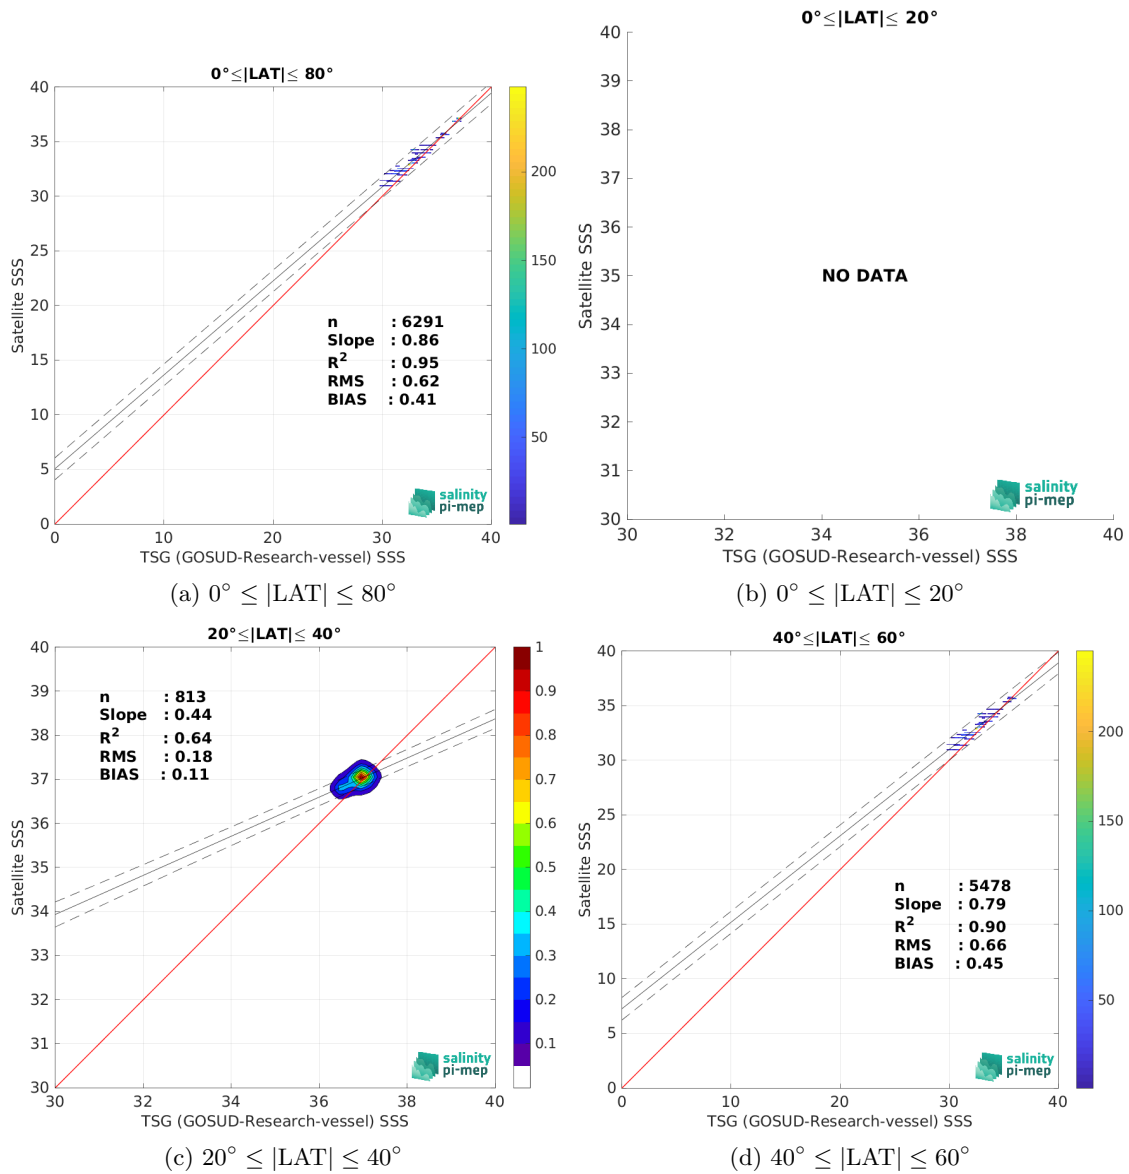 0°≤|LAT|≤ 80°
40
35
30
25
20
15
10
5
0
0
10
20
30
40
Satellite SSS
TSG (GOSUD-Research-vessel) SSS
n : 6291
Slope : 0.86
R² : 0.95
RMS : 0.62
BIAS : 0.41
salinity
pi-mep
200
150
100
50
(a) 0° ≤ |LAT| ≤ 80°
0°≤|LAT|≤ 20°
40
39
38
37
36
35
34
33
32
31
30
30
32
34
36
38
40
Satellite SSS
TSG (GOSUD-Research-vessel) SSS
NO DATA
salinity
pi-mep
(b) 0° ≤ |LAT| ≤ 20°
20°≤|LAT|≤ 40°
40
39
38
37
36
35
34
33
32
31
30
30
32
34
36
38
40
Satellite SSS
TSG (GOSUD-Research-vessel) SSS
n : 813
Slope : 0.44
R² : 0.64
RMS : 0.18
BIAS : 0.11
salinity
pi-mep
1
0.9
0.8
0.7
0.6
0.5
0.4
0.3
0.2
0.1
(c) 20° ≤ |LAT| ≤ 40°
40°≤|LAT|≤ 60°
40
35
30
25
20
15
10
5
0
0
10
20
30
40
Satellite SSS
TSG (GOSUD-Research-vessel) SSS
n : 5478
Slope : 0.79
R² : 0.90
RMS : 0.66
BIAS : 0.45
salinity
pi-mep
200
150
100
50
(d) 40° ≤ |LAT| ≤ 60°